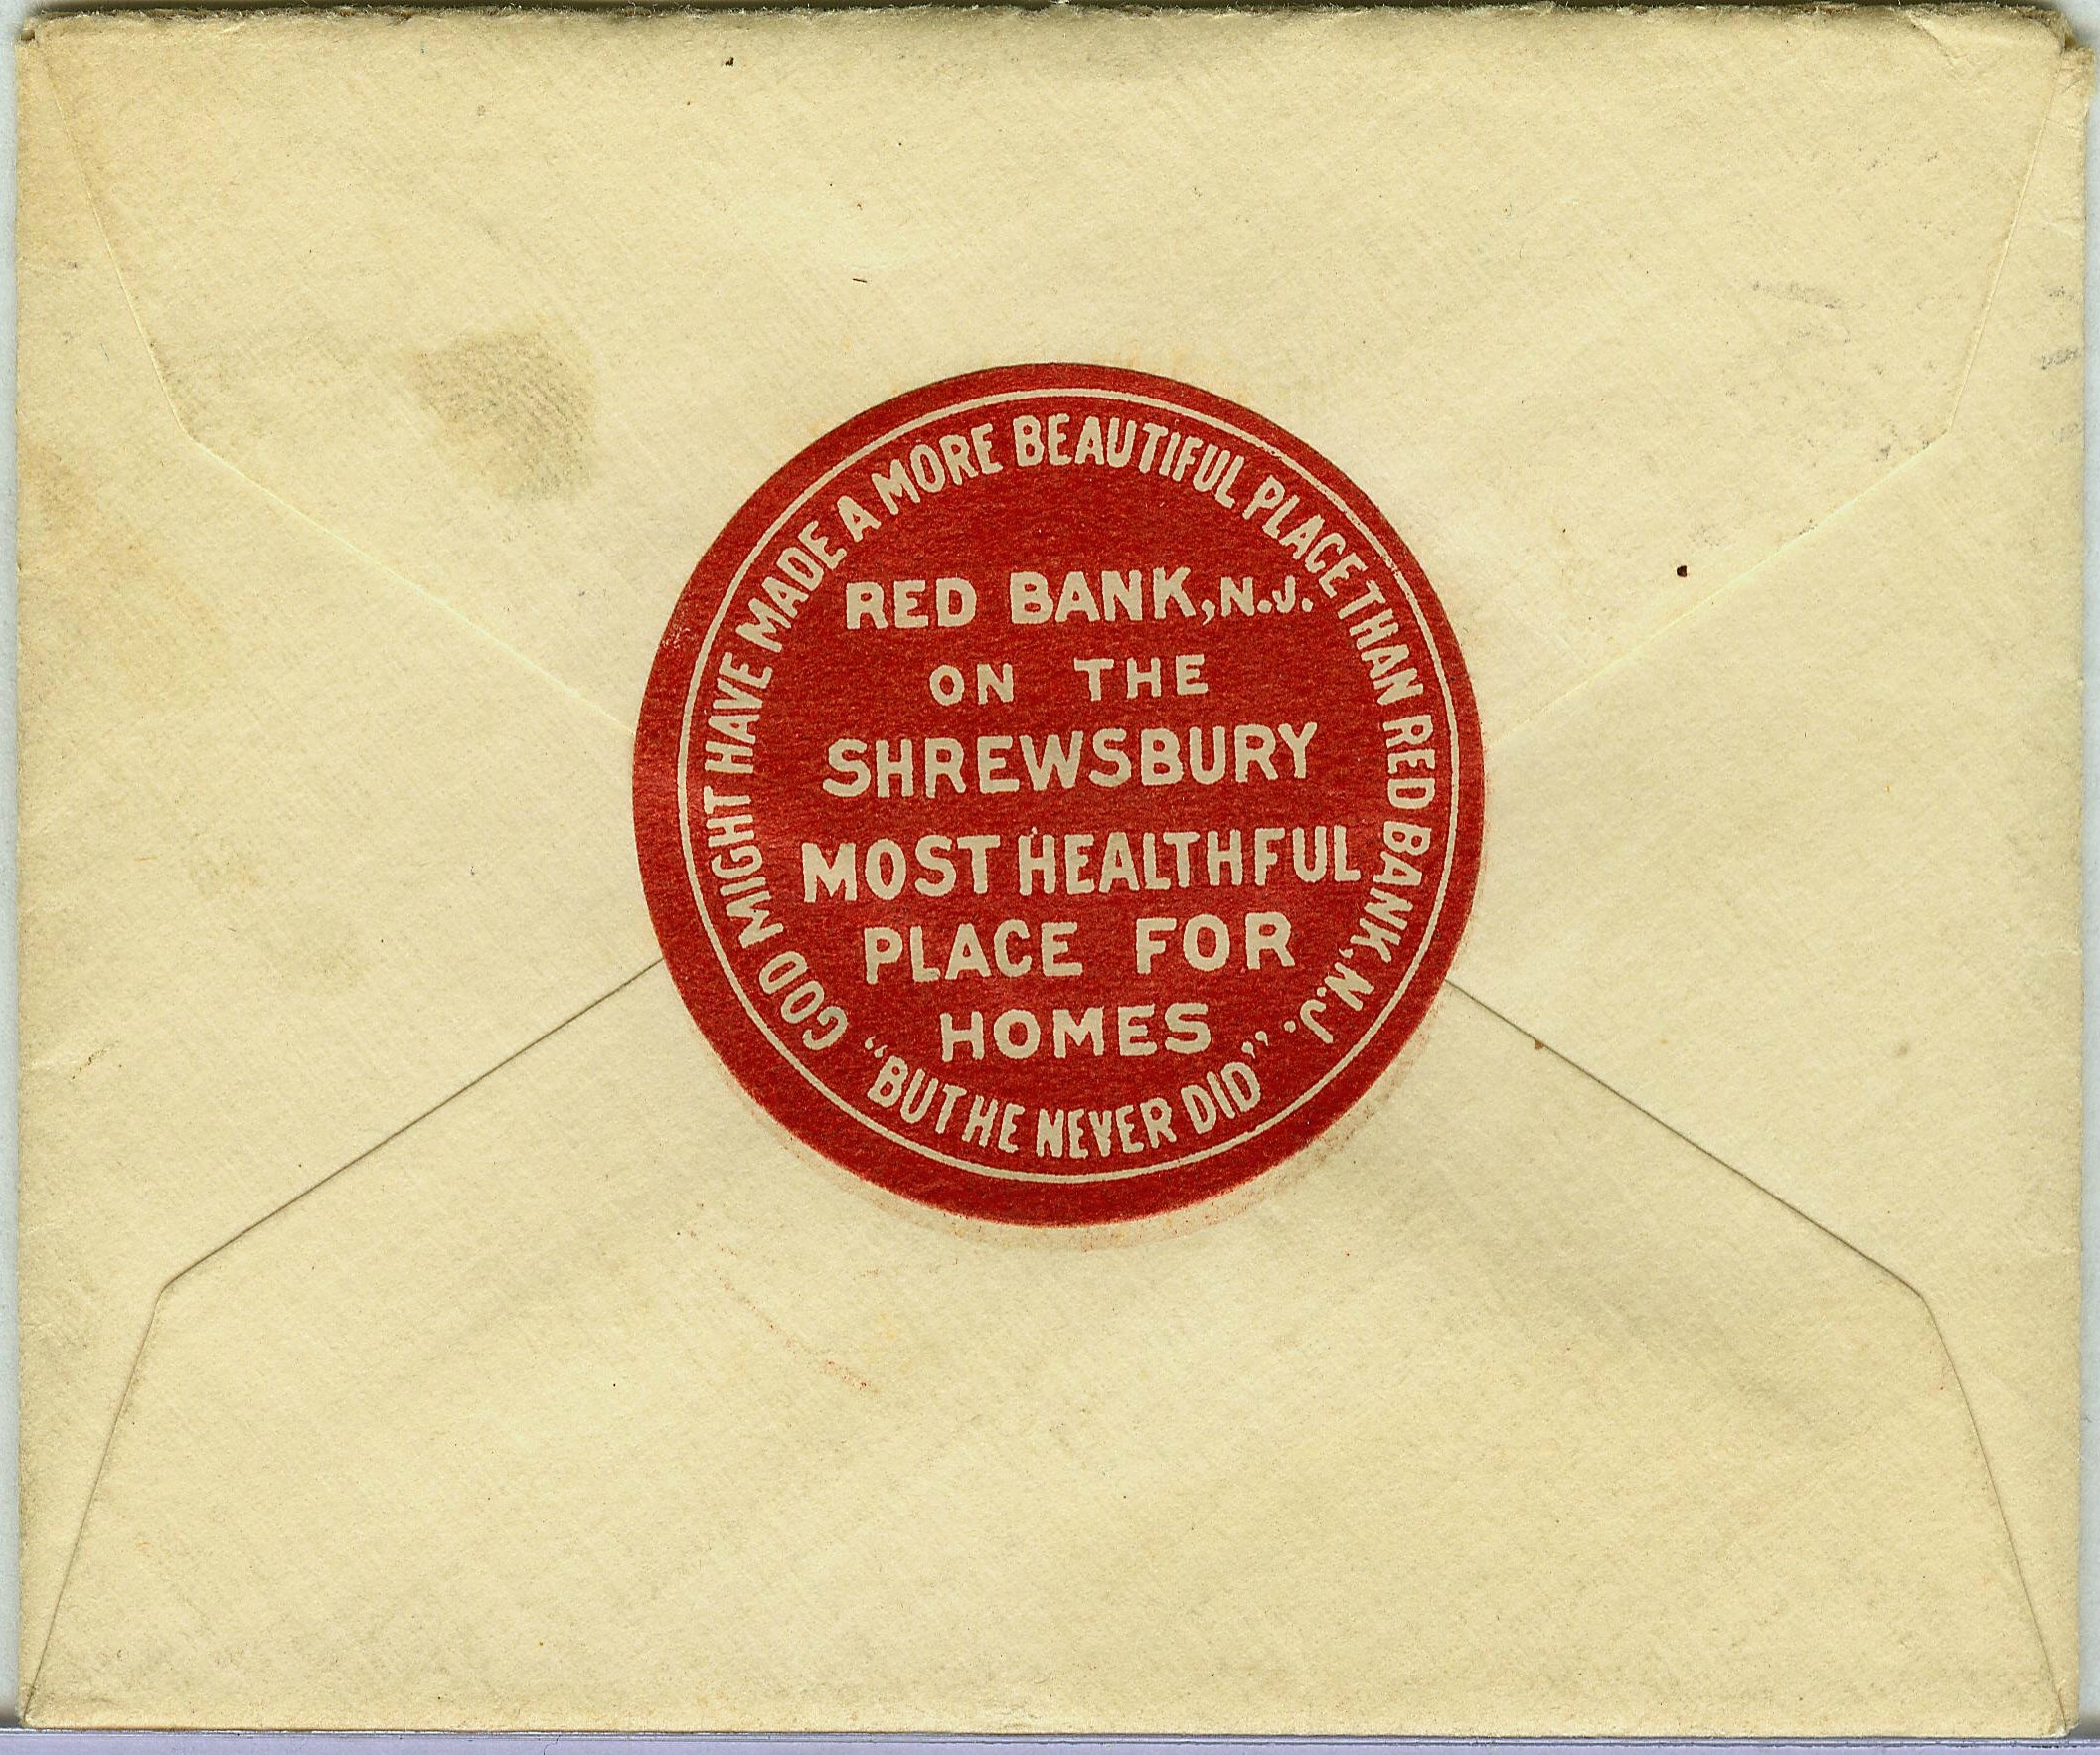 GOD MIGHT HAVE MADE A MORE BEAUTIFUL PLACE THAN RED BANK, N.J.
"BUT HE NEVER DID"
RED BANK, N.J.
ON THE
SHREWSBURY
MOST HEALTHFUL
PLACE FOR
HOMES